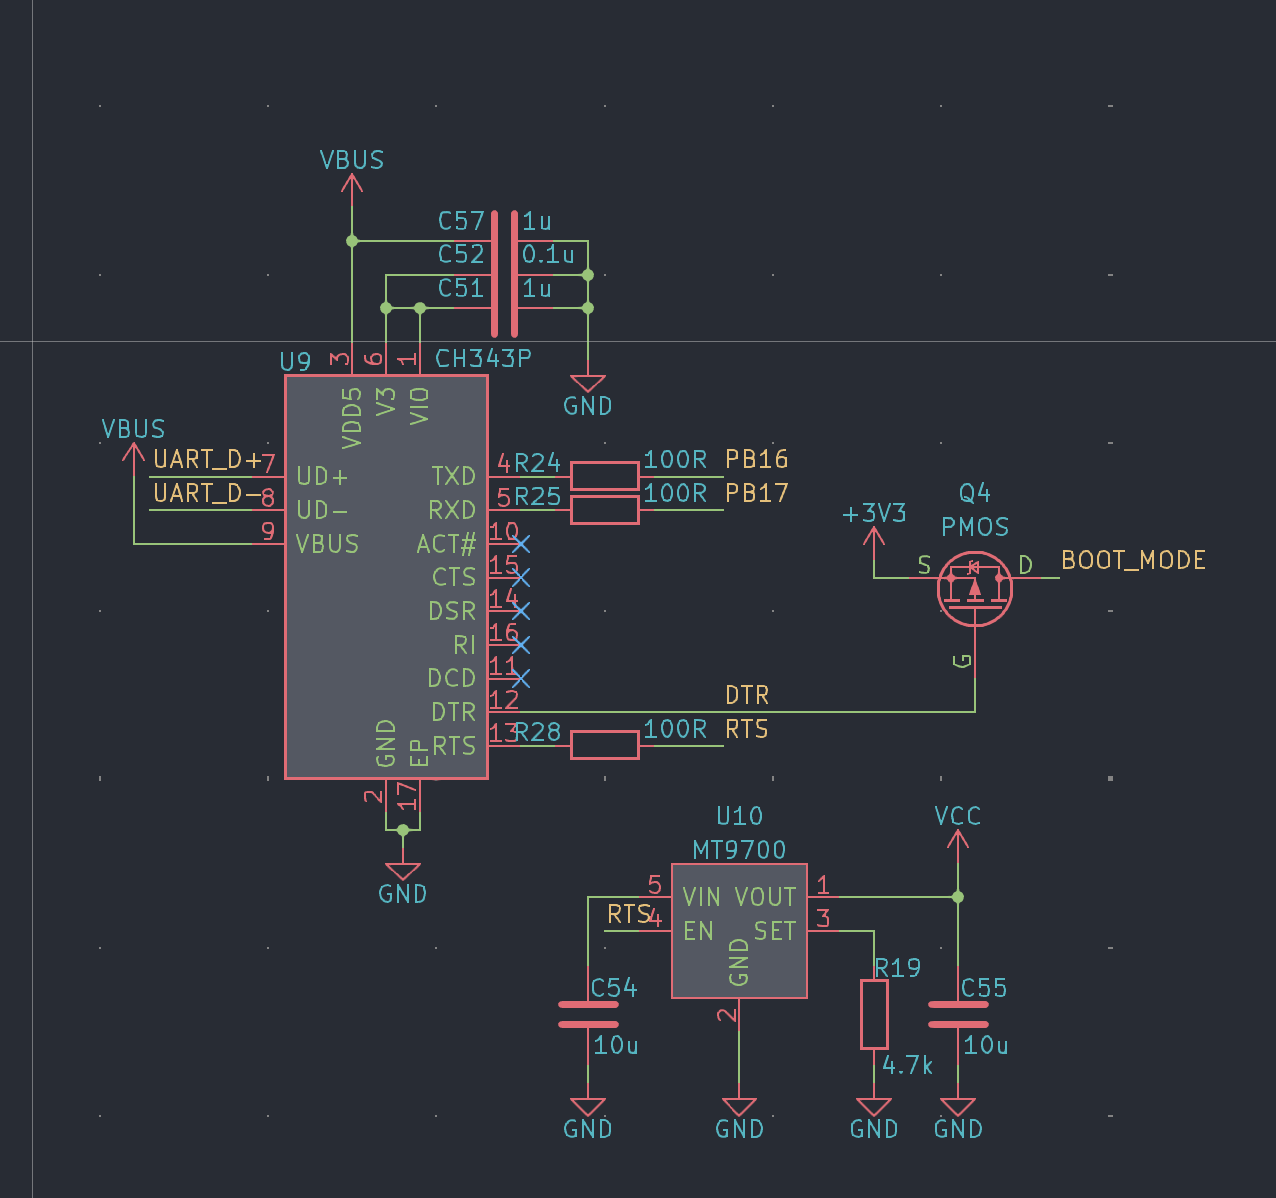 VBUS
C57 1u
C52 0.1u
C51 1u
U9 3 6 1 CH343P
VDD5 V3 VIO
GND
VBUS
UART_D+ 7 UD+ TXD 4 R24 100R PB16
UART_D- 8 UD- RXD 5 R25 100R PB17
9 VBUS ACT# 10
CTS 15
DSR 14
RI 16
DCD 11
DTR 12 DTR
GND EP RTS 13 R28 100R RTS
2 17
GND
Q4
PMOS
+3V3
S D BOOT_MODE
G
U10
MT9700
VCC
5 VIN VOUT 1
RTS 4 EN SET 3
GND
2
C54
10u
R19
4.7k
C55
10u
GND GND GND GND